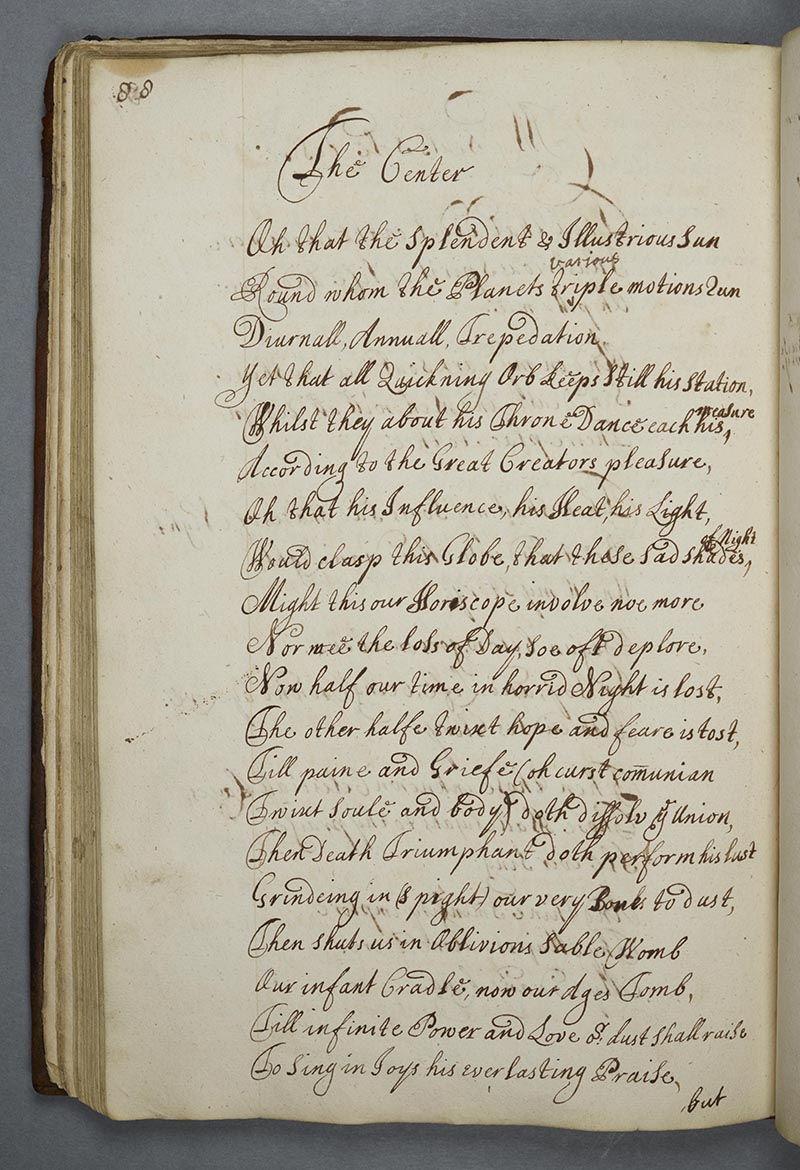 88
The Center
Oh that the Splendent & Illustrious Sun
various
Round whom the Planets triple motions Run
Diurnall, Annuall, Trepedation
Yet that all Quickning Orb keeps Still his Station,
measure
Whilst they about his Throne Dance each his,
According to the Great Creators pleasure,
Oh that his Influence, his Heat, his Light,
of Night
Would clasp this Globe, that these Sad shades,
Might this our Horiscope involve noe more
Nor mee the loss of Day, soe oft deplore,
Now half our time in horrid Night is lost,
The other halfe twixt hope and feare is tost,
Till paine and Griefe (oh curst com̄unian
Twixt Soule and body) doth dissolv yͤ Union,
Then Death Triumphant doth perform his lust
Grindeing in (Spight) our very to dust,
Then shuts us in Oblivions Sable Womb
Our infant Cradle, now our Ages Tomb,
Till infinite Power and Love oʳ dust shall raise
To Sing in Joys his everlasting Praise,
but